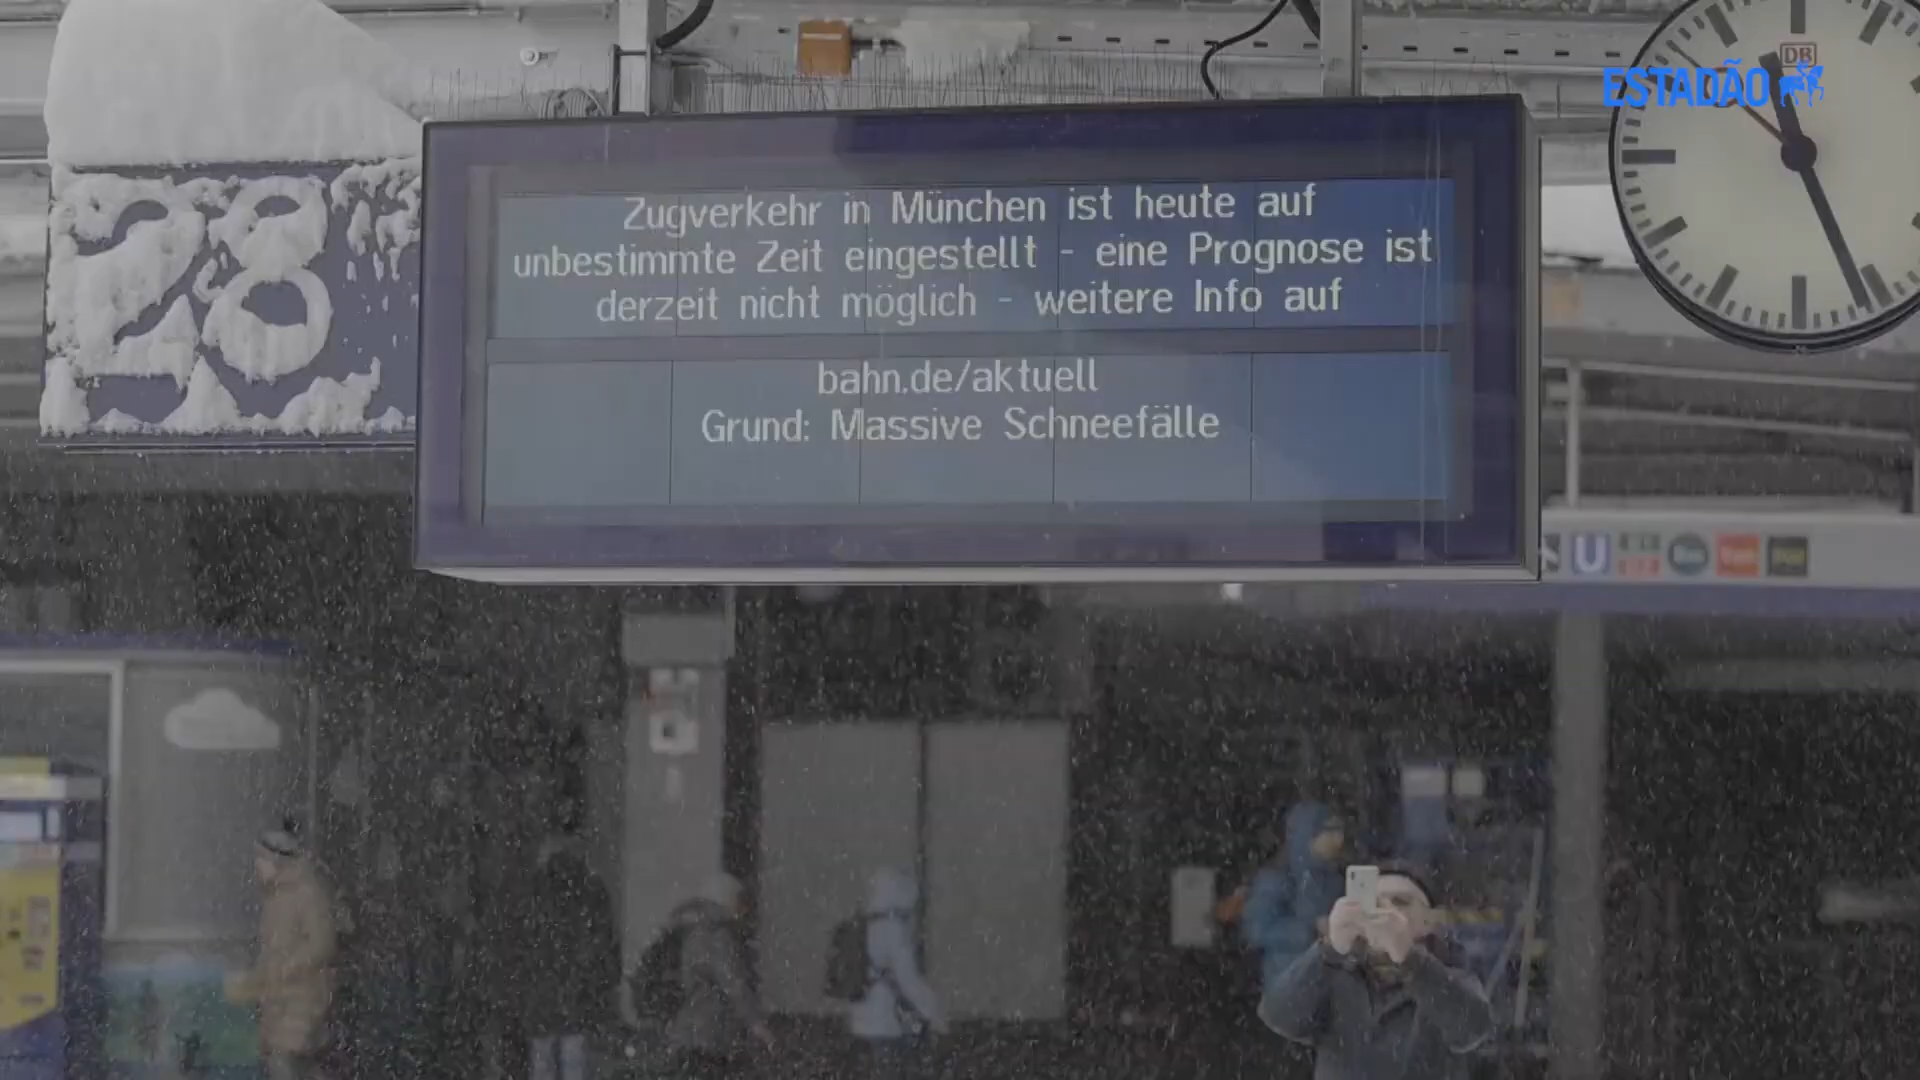 ESTADÃO
DB
28
Zugverkehr in München ist heute auf
unbestimmte Zeit eingestellt - eine Prognose ist
derzeit nicht möglich - weitere Info auf
bahn.de/aktuell
Grund: Massive Schneefälle
S U